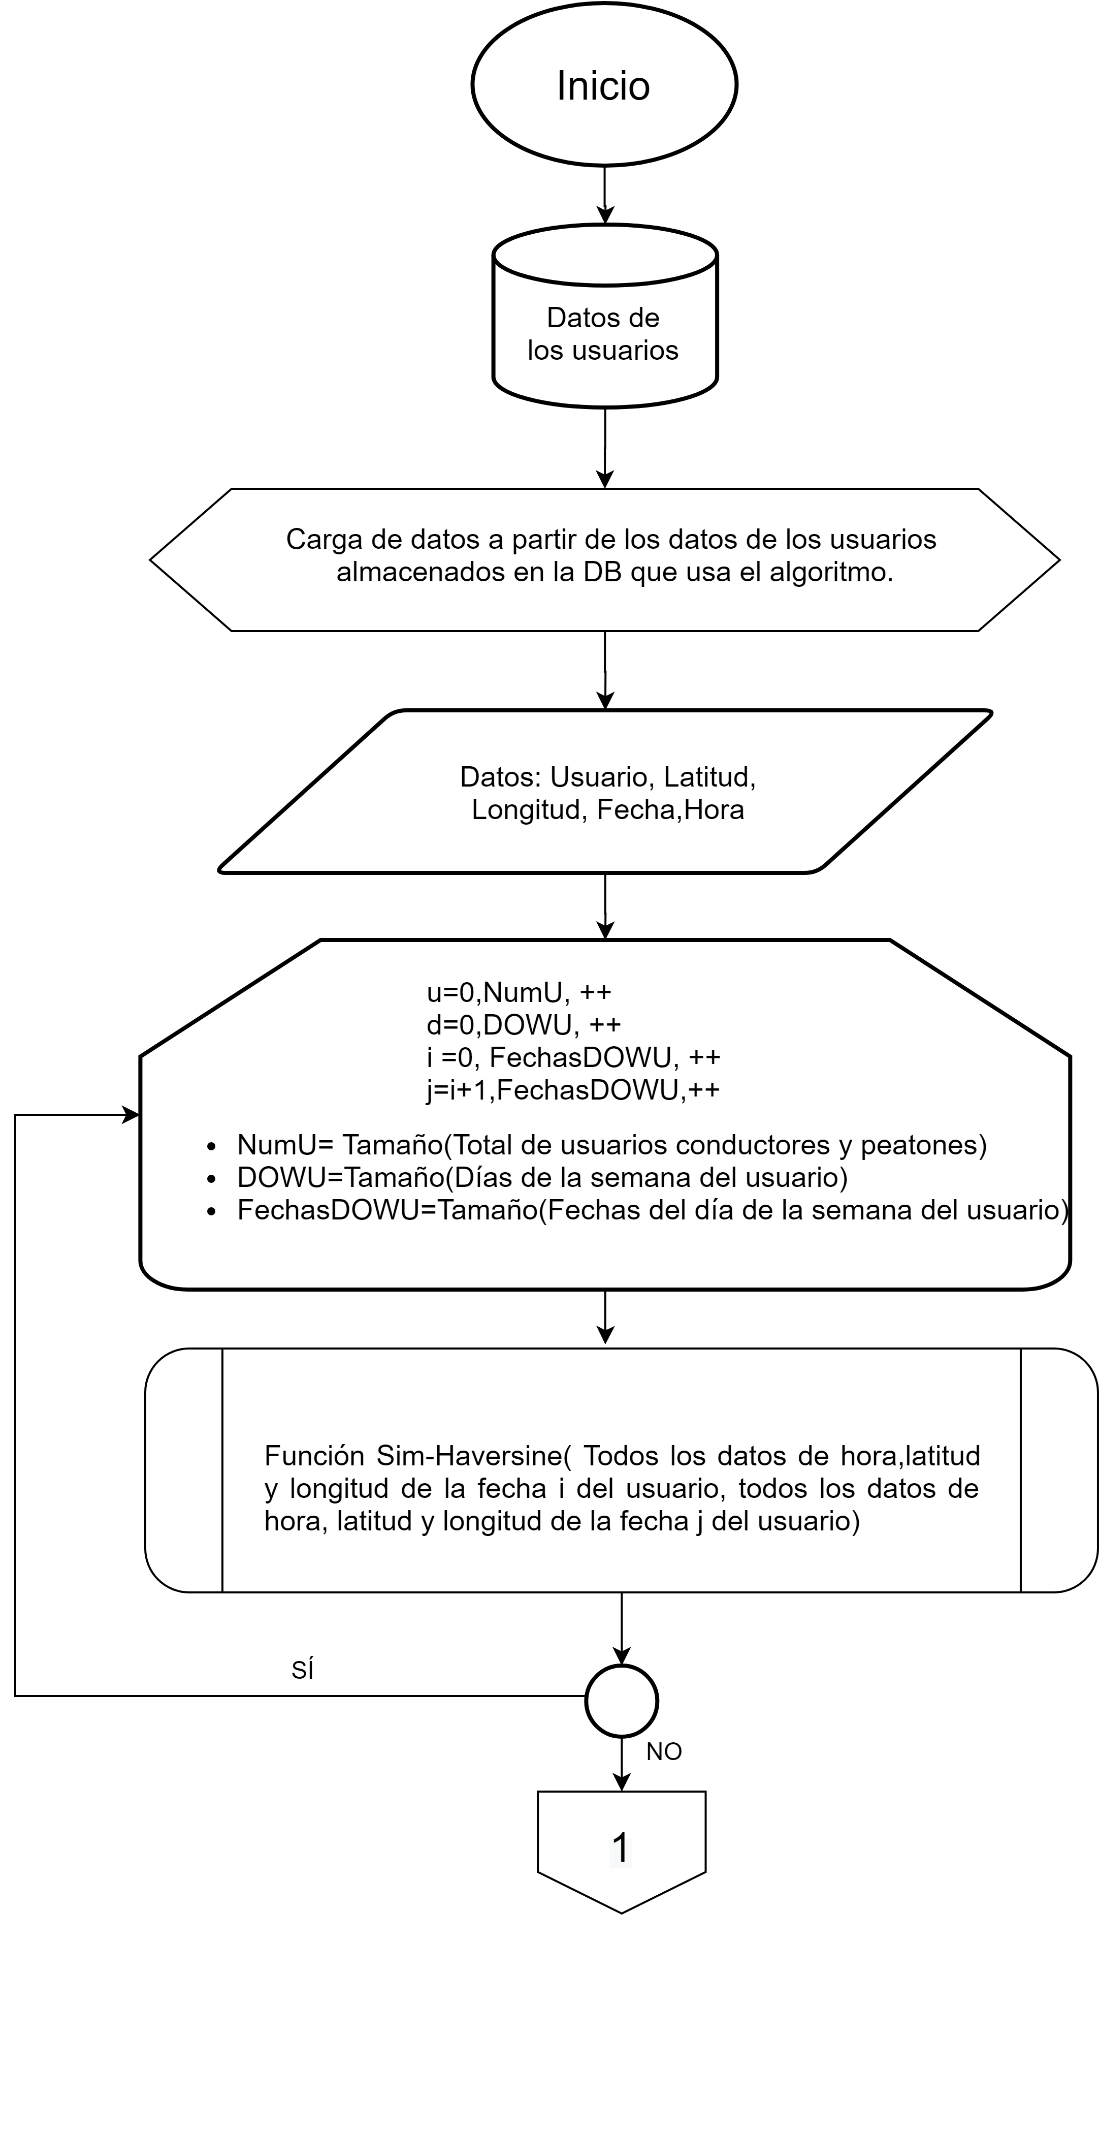 Inicio
Datos de
los usuarios
Carga de datos a partir de los datos de los usuarios
almacenados en la DB que usa el algoritmo.
Datos: Usuario, Latitud,
Longitud, Fecha,Hora
u=0,NumU, ++
d=0,DOWU, ++
i =0, FechasDOWU, ++
j=i+1,FechasDOWU,++
• NumU= Tamaño(Total de usuarios conductores y peatones)
• DOWU=Tamaño(Días de la semana del usuario)
• FechasDOWU=Tamaño(Fechas del día de la semana del usuario)
Función Sim-Haversine( Todos los datos de hora,latitud
y longitud de la fecha i del usuario, todos los datos de
hora, latitud y longitud de la fecha j del usuario)
SÍ
NO
1